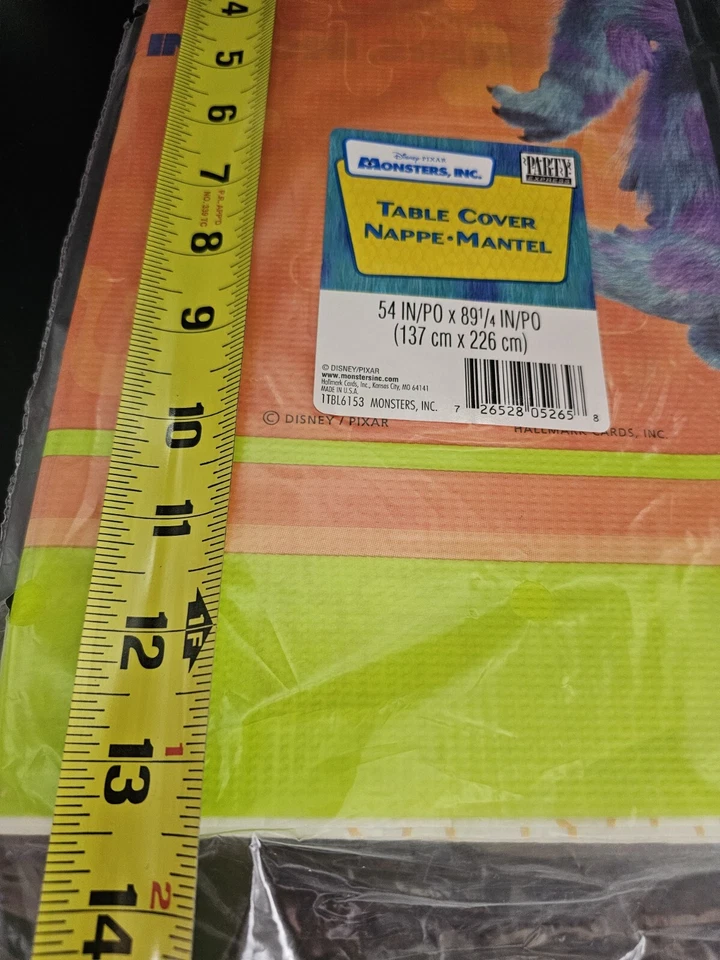 4
5
6
7
8
9
10
11
12
1F
13
1
14
2
Disney PIXAR
MONSTERS, INC.
PARTY
EXPRESS
TABLE COVER
NAPPE•MANTEL
54 IN/PO x 89 1/4 IN/PO
(137 cm x 226 cm)
© DISNEY/PIXAR
www.monstersinc.com
Hallmark Cards, Inc., Kansas City, MO 64141
MADE IN U.S.A.
1TBL6153 MONSTERS, INC.
7 26528 05265 8
© DISNEY / PIXAR
HALLMARK CARDS, INC